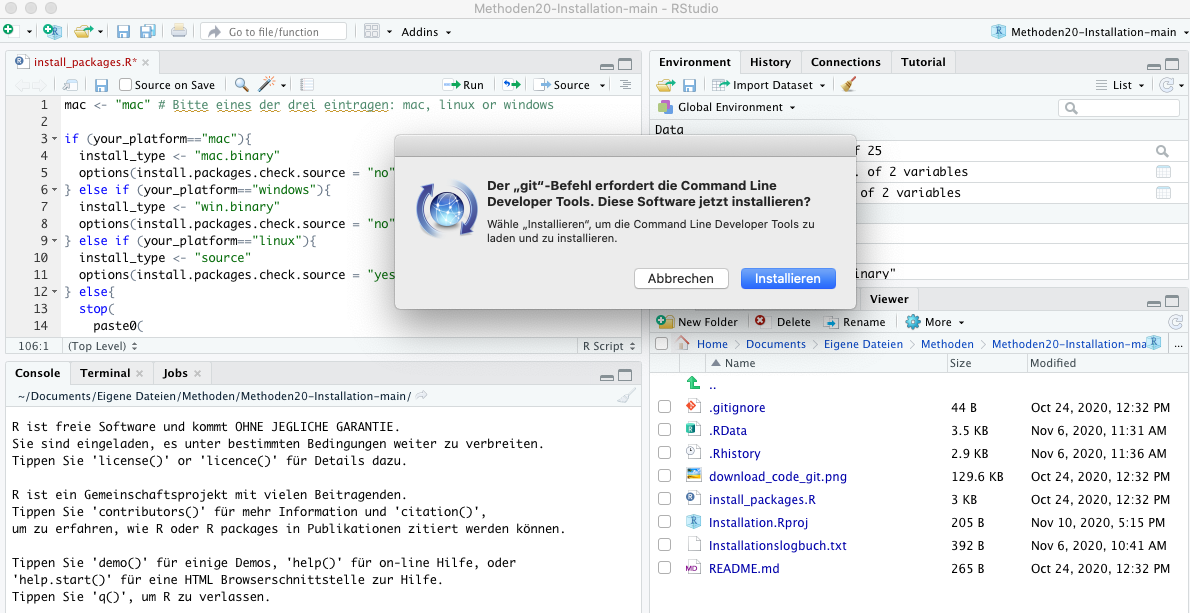 Methoden20-Installation-main - RStudio
Go to file/function
Addins
Methoden20-Installation-main
install_packages.R*
Source on Save
Run
Source
1 mac <- "mac" # Bitte eines der drei eintragen: mac, linux or windows
2
3 if (your_platform=="mac"){
4 install_type <- "mac.binary"
5 options(install.packages.check.source = "no"
6 } else if (your_platform=="windows"){
7 install_type <- "win.binary"
8 options(install.packages.check.source = "no"
9 } else if (your_platform=="linux"){
10 install_type <- "source"
11 options(install.packages.check.source = "yes
12 } else{
13 stop(
14 paste0(
106:1 (Top Level) R Script
Der „git“-Befehl erfordert die Command Line
Developer Tools. Diese Software jetzt installieren?
Wähle „Installieren“, um die Command Line Developer Tools zu
laden und zu installieren.
Abbrechen Installieren
Console Terminal Jobs
~/Documents/Eigene Dateien/Methoden/Methoden20-Installation-main/
R ist freie Software und kommt OHNE JEGLICHE GARANTIE.
Sie sind eingeladen, es unter bestimmten Bedingungen weiter zu verbreiten.
Tippen Sie 'license()' or 'licence()' für Details dazu.
R ist ein Gemeinschaftsprojekt mit vielen Beitragenden.
Tippen Sie 'contributors()' für mehr Information und 'citation()',
um zu erfahren, wie R oder R packages in Publikationen zitiert werden können.
Tippen Sie 'demo()' für einige Demos, 'help()' für on-line Hilfe, oder
'help.start()' für eine HTML Browserschnittstelle zur Hilfe.
Tippen Sie 'q()', um R zu verlassen.
Environment History Connections Tutorial
Import Dataset List
Global Environment
Data
of 25
. of 2 variables
of 2 variables
inary"
Viewer
New Folder Delete Rename More
Home Documents Eigene Dateien Methoden Methoden20-Installation-ma ...
Name Size Modified
..
.gitignore 44 B Oct 24, 2020, 12:32 PM
.RData 3.5 KB Nov 6, 2020, 11:31 AM
.Rhistory 2.9 KB Nov 6, 2020, 11:36 AM
download_code_git.png 129.6 KB Oct 24, 2020, 12:32 PM
install_packages.R 3 KB Oct 24, 2020, 12:32 PM
Installation.Rproj 205 B Nov 10, 2020, 5:15 PM
Installationslogbuch.txt 392 B Nov 6, 2020, 10:41 AM
README.md 265 B Oct 24, 2020, 12:32 PM